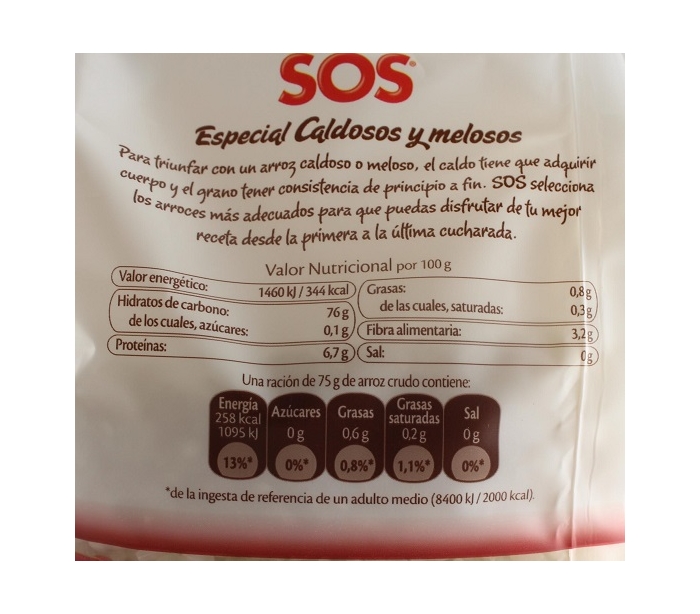 SOS
Especial Caldosos y melosos
Para triunfar con un arroz caldoso o meloso, el caldo tiene que adquirir
cuerpo y el grano tener consistencia de principio a fin. SOS selecciona
los arroces más adecuados para que puedas disfrutar de tu mejor
receta desde la primera a la última cucharada.
Valor Nutricional por 100 g
Valor energético: 1460 kJ / 344 kcal
Hidratos de carbono: 76 g
de los cuales, azúcares: 0,1 g
Proteínas: 6,7 g
Grasas: 0,8 g
de las cuales, saturadas: 0,3 g
Fibra alimentaria: 3,2 g
Sal: 0 g
Una ración de 75 g de arroz crudo contiene:
Energía
258 kcal
1095 kJ
13%*
Azúcares
0 g
0%*
Grasas
0,6 g
0,8%*
Grasas
saturadas
0,2 g
1,1%*
Sal
0 g
0%*
*de la ingesta de referencia de un adulto medio (8400 kJ / 2000 kcal).